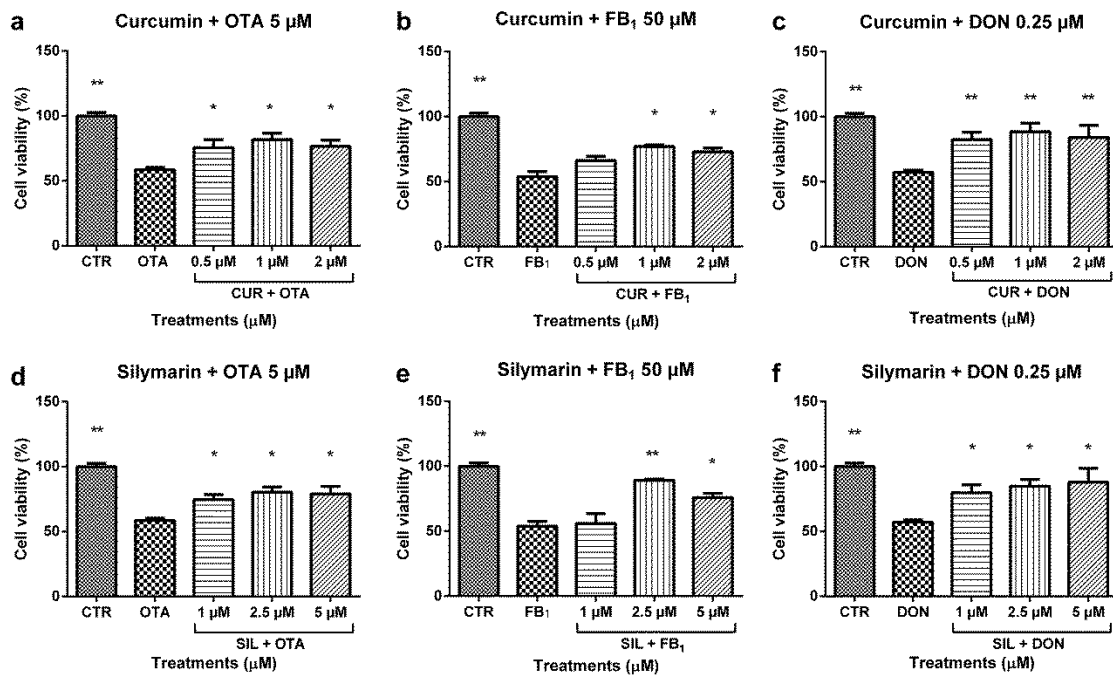 a
Curcumin + OTA 5 µM
150
**
*
*
*
100
Cell viability (%)
50
0
CTR
OTA
0.5 µM
1 µM
2 µM
CUR + OTA
Treatments (µM)
b
Curcumin + FB₁ 50 µM
150
**
*
*
100
Cell viability (%)
50
0
CTR
FB₁
0.5 µM
1 µM
2 µM
CUR + FB₁
Treatments (µM)
c
Curcumin + DON 0.25 µM
150
**
**
**
**
100
Cell viability (%)
50
0
CTR
DON
0.5 µM
1 µM
2 µM
CUR + DON
Treatments (µM)
d
Silymarin + OTA 5 µM
150
**
*
*
*
100
Cell viability (%)
50
0
CTR
OTA
1 µM
2.5 µM
5 µM
SIL + OTA
Treatments (µM)
e
Silymarin + FB₁ 50 µM
150
**
**
*
100
Cell viability (%)
50
0
CTR
FB₁
1 µM
2.5 µM
5 µM
SIL + FB₁
Treatments (µM)
f
Silymarin + DON 0.25 µM
150
**
*
*
*
100
Cell viability (%)
50
0
CTR
DON
1 µM
2.5 µM
5 µM
SIL + DON
Treatments (µM)